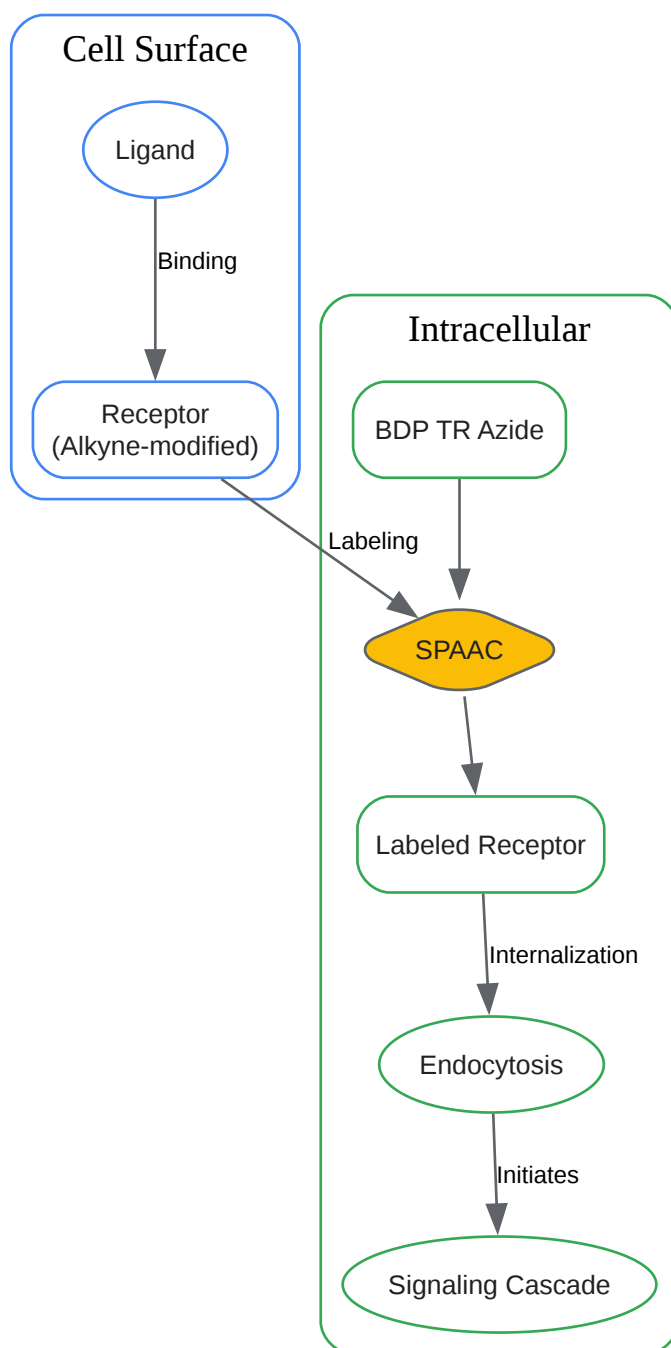 Cell Surface
Ligand
Binding
Intracellular
Receptor
(Alkyne-modified)
BDP TR Azide
Labeling
SPAAC
Labeled Receptor
Internalization
Endocytosis
Initiates
Signaling Cascade